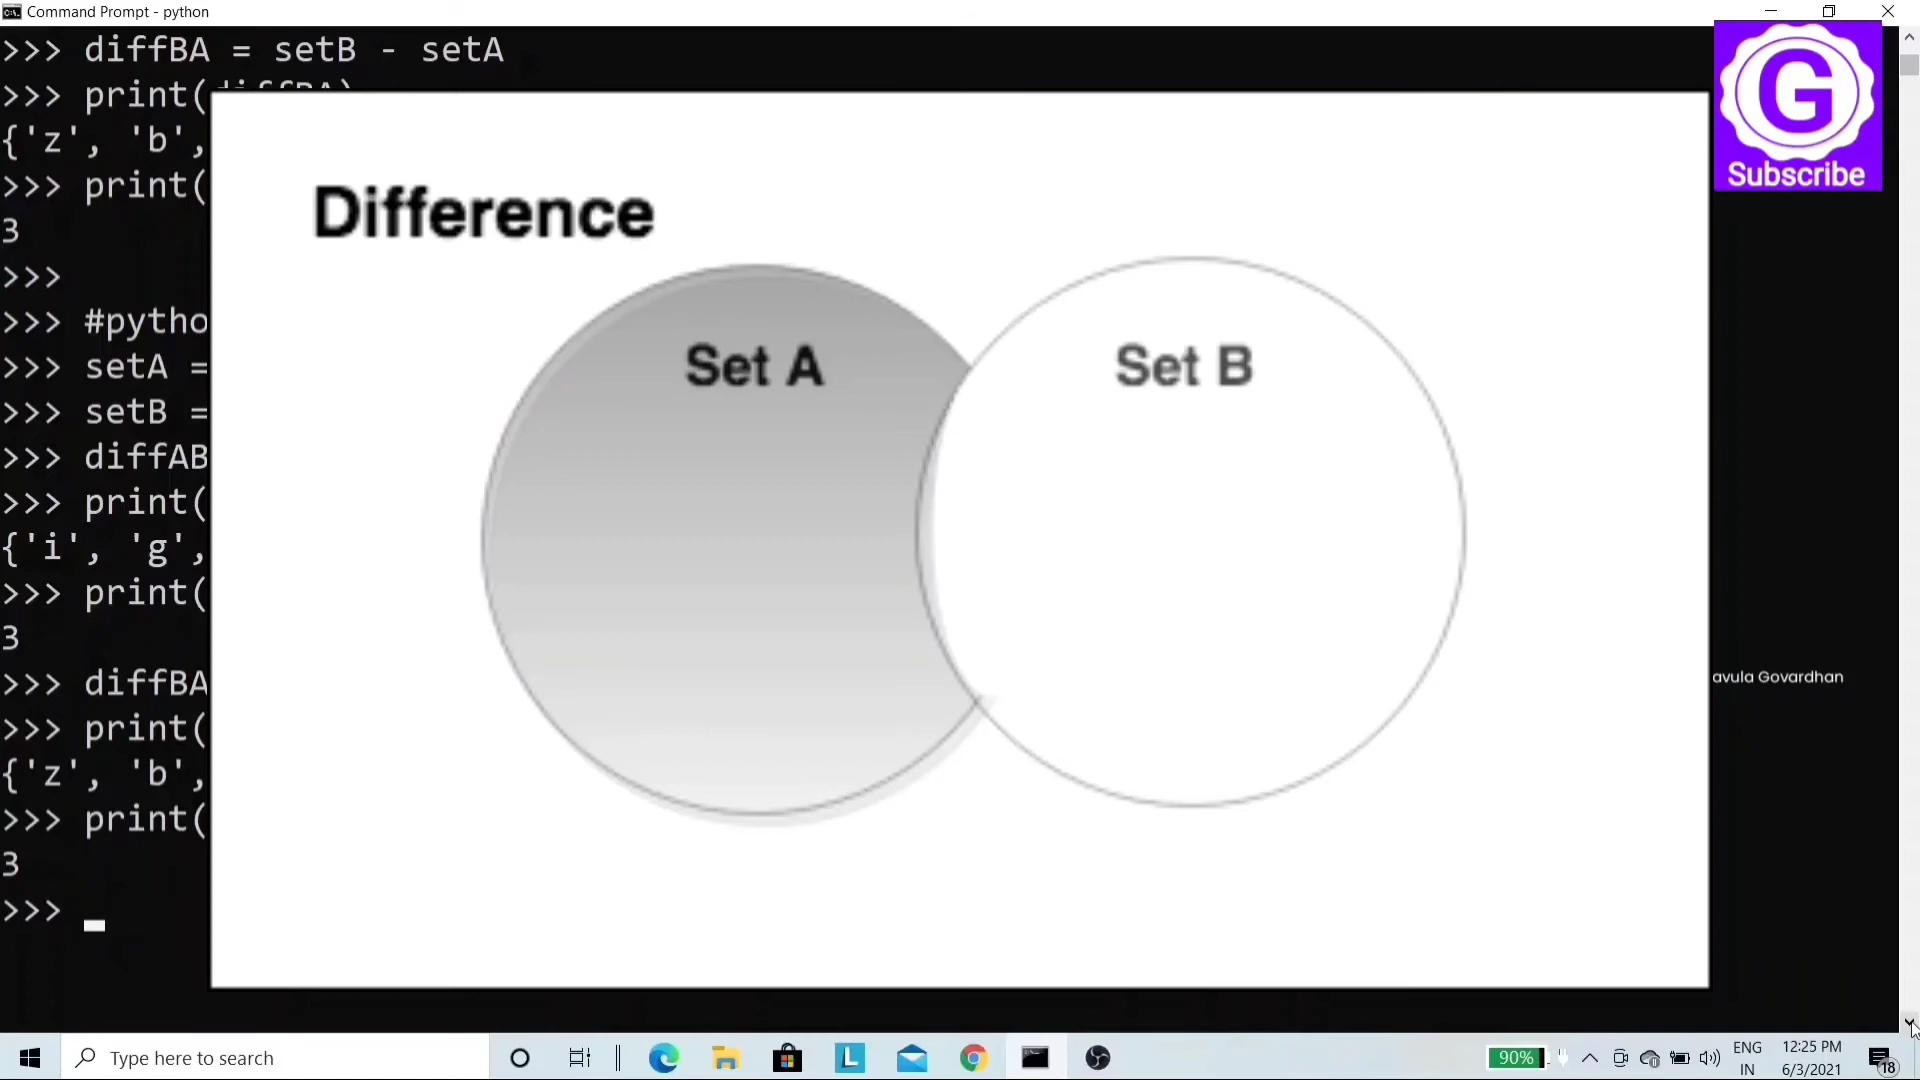 Command Prompt - python
>>> diffBA = setB - setA
>>> print(diffBA)
{'z', 'b',
>>> print(
3
>>>
>>> #pytho
>>> setA =
>>> setB =
>>> diffAB
>>> print(
{'i', 'g',
>>> print(
3
>>> diffBA
>>> print(
{'z', 'b',
>>> print(
3
>>>
Difference
Set A
Set B
G
Subscribe
avula Govardhan
Type here to search
L
90%
ENG
IN
12:25 PM
6/3/2021
18